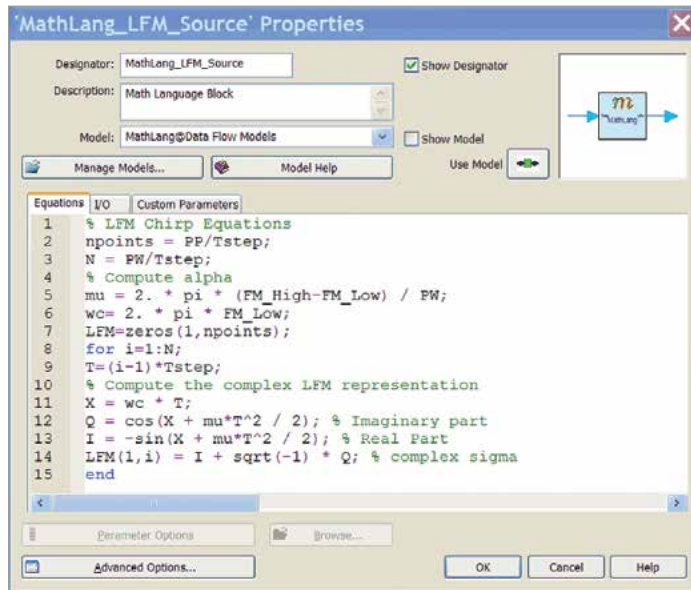 'MathLang_LFM_Source' Properties
Designator: MathLang_LFM_Source
Show Designator
Description: Math Language Block
Model: MathLang@Data Flow Models
Show Model
Manage Models...
Model Help
Use Model
m
MathLang
Equations
I/O
Custom Parameters
1 % LFM Chirp Equations
2 npoints = PP/Tstep;
3 N = PW/Tstep;
4 % Compute alpha
5 mu = 2. * pi * (FM_High-FM_Low) / PW;
6 wc= 2. * pi * FM_Low;
7 LFM=zeros(1,npoints);
8 for i=1:N;
9 T=(i-1)*Tstep;
10 % Compute the complex LFM representation
11 X = wc * T;
12 Q = cos(X + mu*T^2 / 2); % Imaginary part
13 I = -sin(X + mu*T^2 / 2); % Real Part
14 LFM(1,i) = I + sqrt(-1) * Q; % complex sigma
15 end
Parameter Options
Browse...
Advanced Options...
OK
Cancel
Help